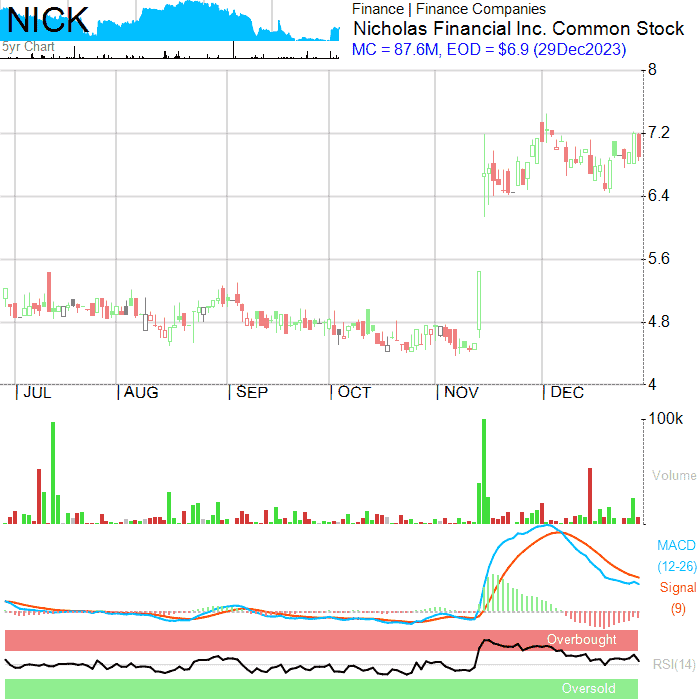 NICK
5yr Chart
Finance | Finance Companies
Nicholas Financial Inc. Common Stock
MC = 87.6M, EOD = $6.9 (29Dec2023)
8
7.2
6.4
5.6
4.8
4
JUL AUG SEP OCT NOV DEC
100k
Volume
MACD
(12-26)
Signal
(9)
Overbought
RSI(14)
Oversold